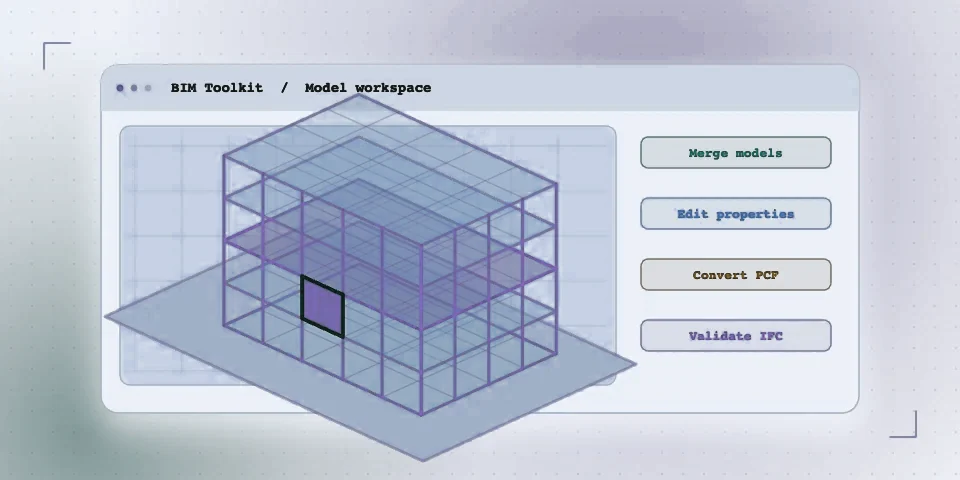 BIM Toolkit / Model workspace
Merge models
Edit properties
Convert PCF
Validate IFC